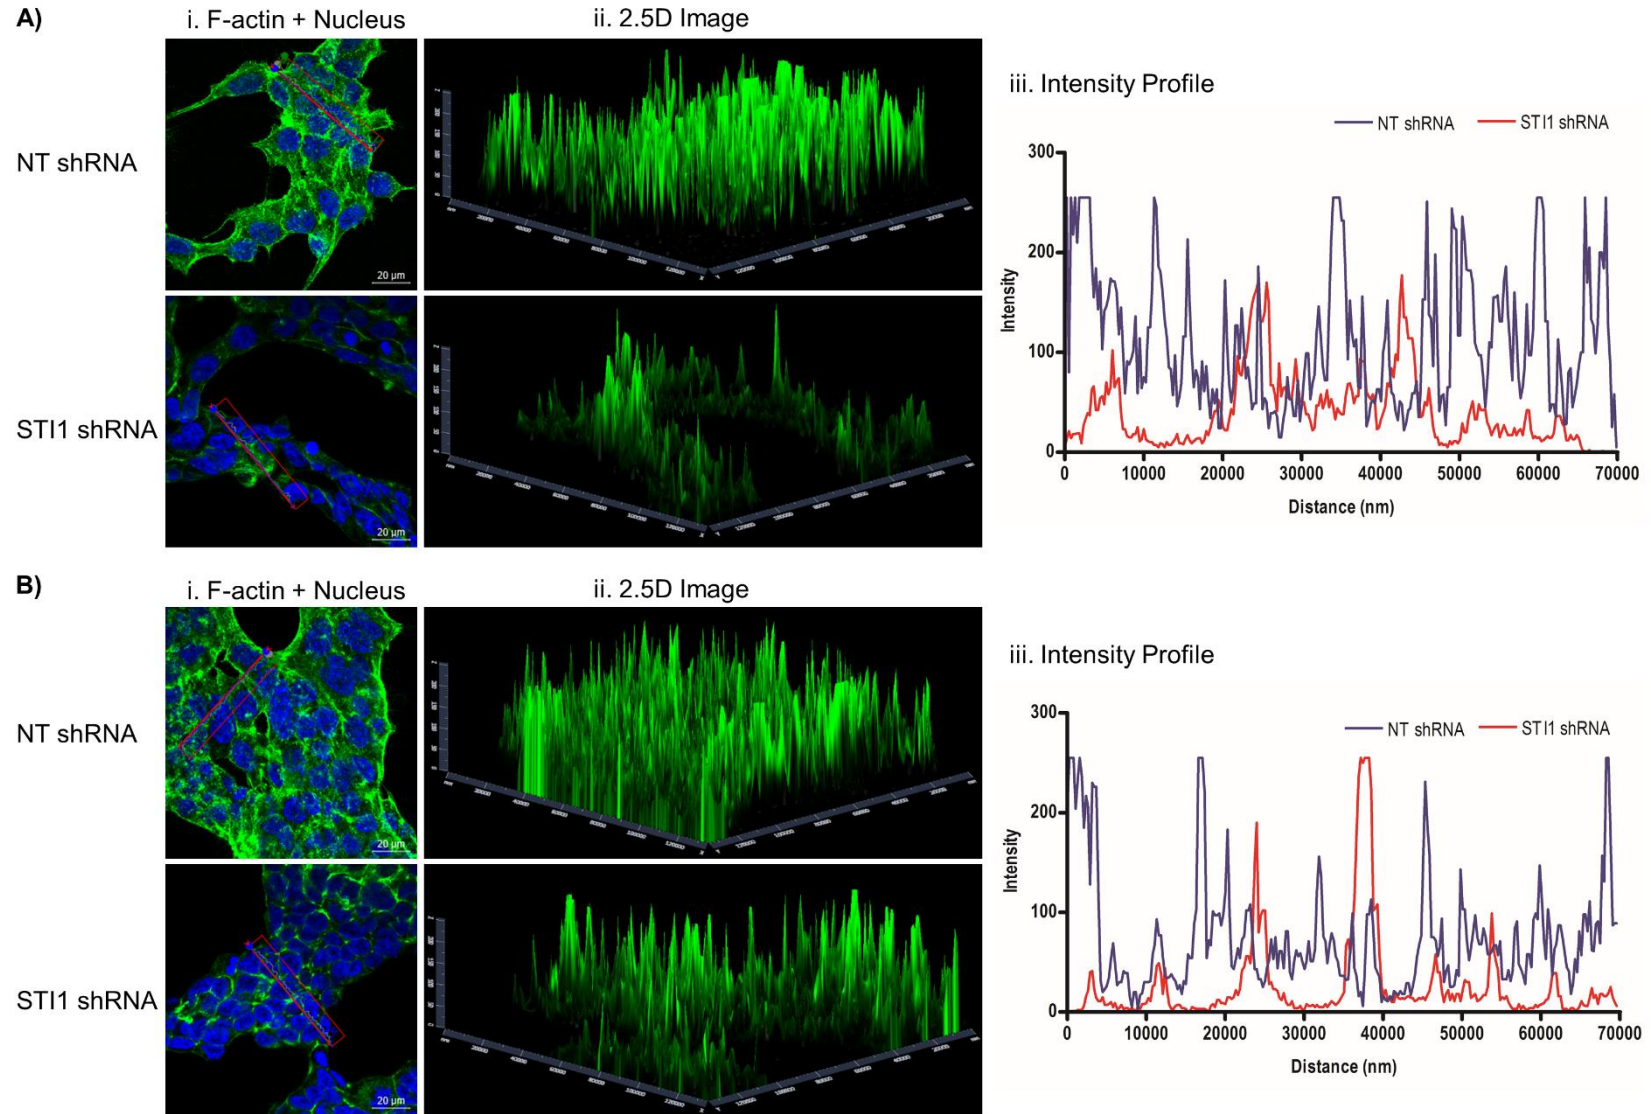 A)
i. F-actin + Nucleus
ii. 2.5D Image
iii. Intensity Profile
NT shRNA
20 µm
STI1 shRNA
20 µm
NT shRNA
STI1 shRNA
300
200
100
0
Intensity
0 10000 20000 30000 40000 50000 60000 70000
Distance (nm)
B)
i. F-actin + Nucleus
ii. 2.5D Image
iii. Intensity Profile
NT shRNA
20 µm
STI1 shRNA
20 µm
NT shRNA
STI1 shRNA
300
200
100
0
Intensity
0 10000 20000 30000 40000 50000 60000 70000
Distance (nm)